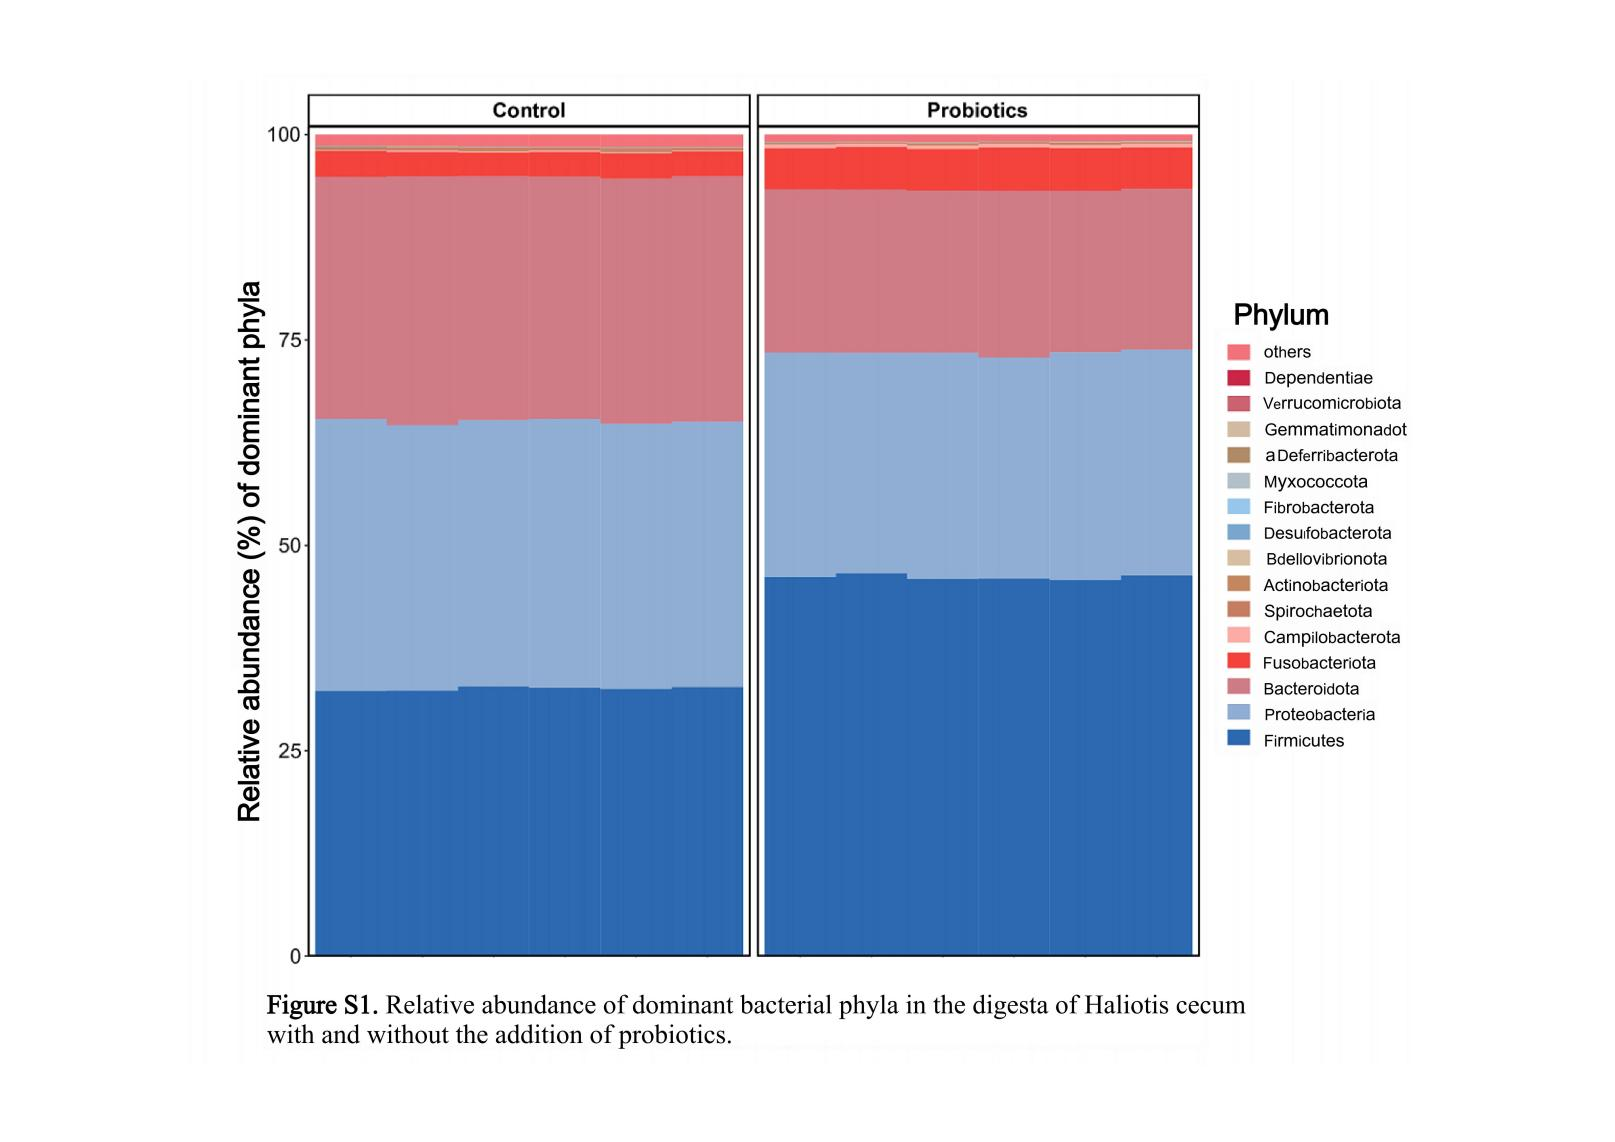 Control
Probiotics
100
75
50
25
0
Relative abundance (%) of dominant phyla
Phylum
others
Dependentiae
Verrucomicrobiota
Gemmatimonadot
aDeferribacterota
Myxococcota
Fibrobacterota
Desulfobacterota
Bdellovibrionota
Actinobacteriota
Spirochaetota
Campilobacterota
Fusobacteriota
Bacteroidota
Proteobacteria
Firmicutes
Figure S1. Relative abundance of dominant bacterial phyla in the digesta of Haliotis cecum
with and without the addition of probiotics.